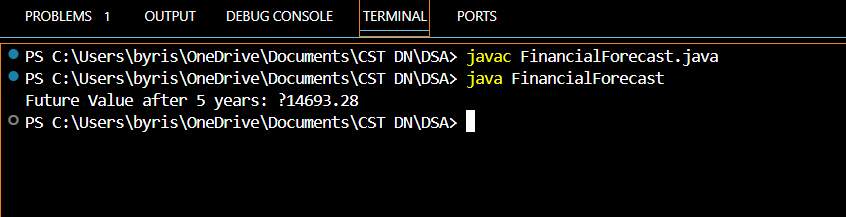 PROBLEMS 1 OUTPUT DEBUG CONSOLE TERMINAL PORTS
PS C:\Users\byris\OneDrive\Documents\CST DN\DSA> javac FinancialForecast.java
PS C:\Users\byris\OneDrive\Documents\CST DN\DSA> java FinancialForecast
Future Value after 5 years: ?14693.28
PS C:\Users\byris\OneDrive\Documents\CST DN\DSA>